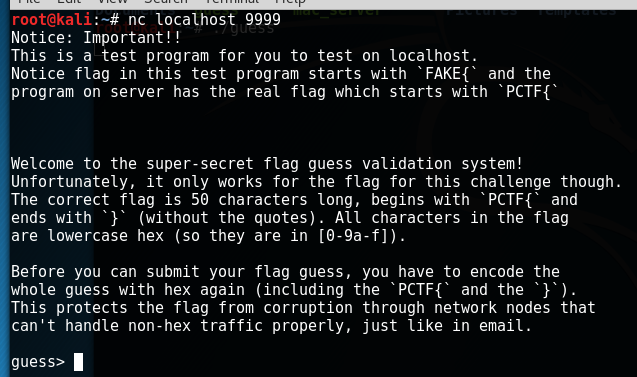 File Edit View Search Terminal Help
root@kali:~# nc localhost 9999
Notice: Important!!
This is a test program for you to test on localhost.
Notice flag in this test program starts with `FAKE{` and the
program on server has the real flag which starts with `PCTF{`
Welcome to the super-secret flag guess validation system!
Unfortunately, it only works for the flag for this challenge though.
The correct flag is 50 characters long, begins with `PCTF{` and
ends with `}` (without the quotes). All characters in the flag
are lowercase hex (so they are in [0-9a-f]).
Before you can submit your flag guess, you have to encode the
whole guess with hex again (including the `PCTF{` and the `}`).
This protects the flag from corruption through network nodes that
can't handle non-hex traffic properly, just like in email.
guess>